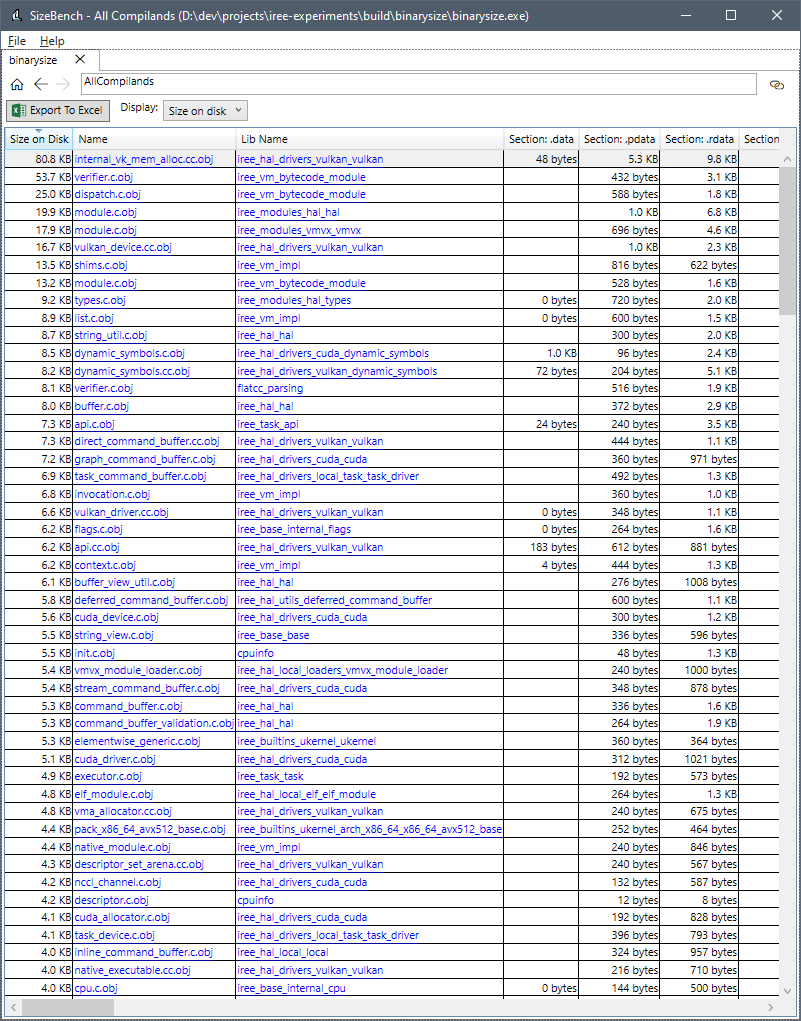 SizeBench - All Compilands (D:\dev\projects\iree-experiments\build\binarysize\binarysize.exe)
File Help
binarysize
AllCompilands
Export To Excel Display: Size on disk
Size on Disk Name Lib Name Section: .data Section: .pdata Section: .rdata Section
80.8 KB internal_vk_mem_alloc.cc.obj iree_hal_drivers_vulkan_vulkan 48 bytes 5.3 KB 9.8 KB
53.7 KB verifier.c.obj iree_vm_bytecode_module 432 bytes 3.1 KB
25.0 KB dispatch.c.obj iree_vm_bytecode_module 588 bytes 1.8 KB
19.9 KB module.c.obj iree_modules_hal_hal 1.0 KB 6.8 KB
17.9 KB module.c.obj iree_modules_vmvx_vmvx 696 bytes 4.6 KB
16.7 KB vulkan_device.cc.obj iree_hal_drivers_vulkan_vulkan 1.0 KB 2.3 KB
13.5 KB shims.c.obj iree_vm_impl 816 bytes 622 bytes
13.2 KB module.c.obj iree_vm_bytecode_module 528 bytes 1.6 KB
9.2 KB types.c.obj iree_modules_hal_types 0 bytes 720 bytes 2.0 KB
8.9 KB list.c.obj iree_vm_impl 0 bytes 600 bytes 1.5 KB
8.7 KB string_util.c.obj iree_hal_hal 300 bytes 2.0 KB
8.5 KB dynamic_symbols.c.obj iree_hal_drivers_cuda_dynamic_symbols 1.0 KB 96 bytes 2.4 KB
8.2 KB dynamic_symbols.cc.obj iree_hal_drivers_vulkan_dynamic_symbols 72 bytes 204 bytes 5.1 KB
8.1 KB verifier.c.obj flatcc_parsing 516 bytes 1.9 KB
8.0 KB buffer.c.obj iree_hal_hal 372 bytes 2.9 KB
7.3 KB api.c.obj iree_task_api 24 bytes 240 bytes 3.5 KB
7.3 KB direct_command_buffer.cc.obj iree_hal_drivers_vulkan_vulkan 444 bytes 1.1 KB
7.2 KB graph_command_buffer.c.obj iree_hal_drivers_cuda_cuda 360 bytes 971 bytes
6.9 KB task_command_buffer.c.obj iree_hal_drivers_local_task_task_driver 492 bytes 1.3 KB
6.8 KB invocation.c.obj iree_vm_impl 360 bytes 1.0 KB
6.6 KB vulkan_driver.cc.obj iree_hal_drivers_vulkan_vulkan 0 bytes 348 bytes 1.1 KB
6.2 KB flags.c.obj iree_base_internal_flags 0 bytes 264 bytes 1.6 KB
6.2 KB api.cc.obj iree_hal_drivers_vulkan_vulkan 183 bytes 612 bytes 881 bytes
6.2 KB context.c.obj iree_vm_impl 4 bytes 444 bytes 1.3 KB
6.1 KB buffer_view_util.c.obj iree_hal_hal 276 bytes 1008 bytes
5.8 KB deferred_command_buffer.c.obj iree_hal_utils_deferred_command_buffer 600 bytes 1.1 KB
5.6 KB cuda_device.c.obj iree_hal_drivers_cuda_cuda 300 bytes 1.2 KB
5.5 KB string_view.c.obj iree_base_base 336 bytes 596 bytes
5.5 KB init.c.obj cpuinfo 48 bytes 1.3 KB
5.4 KB vmvx_module_loader.c.obj iree_hal_local_loaders_vmvx_module_loader 240 bytes 1000 bytes
5.4 KB stream_command_buffer.c.obj iree_hal_drivers_cuda_cuda 348 bytes 878 bytes
5.3 KB command_buffer.c.obj iree_hal_hal 336 bytes 1.6 KB
5.3 KB command_buffer_validation.c.obj iree_hal_hal 264 bytes 1.9 KB
5.3 KB elementwise_generic.c.obj iree_builtins_ukernel_ukernel 360 bytes 364 bytes
5.1 KB cuda_driver.c.obj iree_hal_drivers_cuda_cuda 312 bytes 1021 bytes
4.9 KB executor.c.obj iree_task_task 192 bytes 573 bytes
4.8 KB elf_module.c.obj iree_hal_local_elf_elf_module 264 bytes 1.3 KB
4.8 KB vma_allocator.cc.obj iree_hal_drivers_vulkan_vulkan 240 bytes 675 bytes
4.4 KB pack_x86_64_avx512_base.c.obj iree_builtins_ukernel_arch_x86_64_x86_64_avx512_base 252 bytes 464 bytes
4.4 KB native_module.c.obj iree_vm_impl 240 bytes 846 bytes
4.3 KB descriptor_set_arena.cc.obj iree_hal_drivers_vulkan_vulkan 240 bytes 567 bytes
4.2 KB nccl_channel.c.obj iree_hal_drivers_cuda_cuda 132 bytes 587 bytes
4.2 KB descriptor.c.obj cpuinfo 12 bytes 8 bytes
4.1 KB cuda_allocator.c.obj iree_hal_drivers_cuda_cuda 192 bytes 828 bytes
4.1 KB task_device.c.obj iree_hal_drivers_local_task_task_driver 396 bytes 793 bytes
4.0 KB inline_command_buffer.c.obj iree_hal_local_local 324 bytes 957 bytes
4.0 KB native_executable.cc.obj iree_hal_drivers_vulkan_vulkan 216 bytes 710 bytes
4.0 KB cpu.c.obj iree_base_internal_cpu 0 bytes 144 bytes 500 bytes